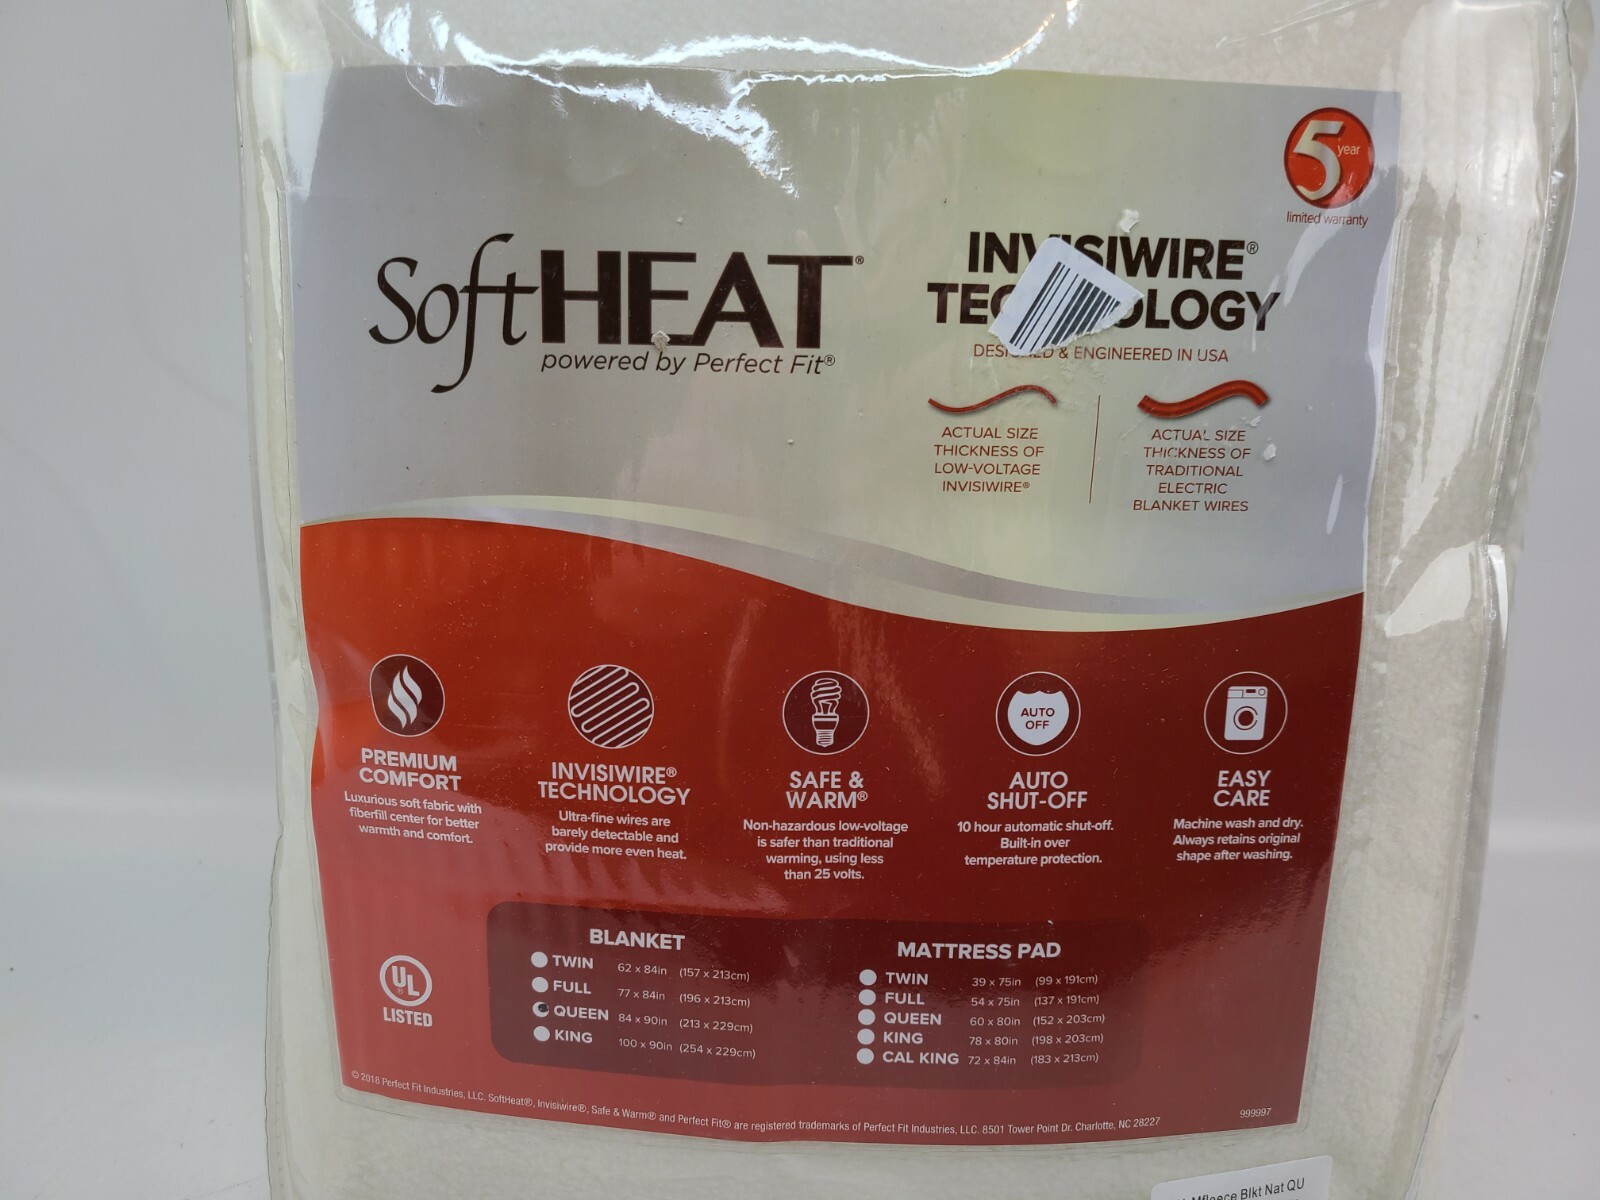 5 year
limited warranty
SoftHEAT®
powered by Perfect Fit®
INVISIWIRE®
TECHNOLOGY
DESIGNED & ENGINEERED IN USA
ACTUAL SIZE
THICKNESS OF
LOW-VOLTAGE
INVISIWIRE®
ACTUAL SIZE
THICKNESS OF
TRADITIONAL
ELECTRIC
BLANKET WIRES
PREMIUM
COMFORT
Luxurious soft fabric with
fiberfill center for better
warmth and comfort.
INVISIWIRE®
TECHNOLOGY
Ultra-fine wires are
barely detectable and
provide more even heat.
SAFE &
WARM®
Non-hazardous low-voltage
is safer than traditional
warming, using less
than 25 volts.
AUTO
OFF
AUTO
SHUT-OFF
10 hour automatic shut-off.
Built-in over
temperature protection.
EASY
CARE
Machine wash and dry.
Always retains original
shape after washing.
UL®
LISTED
BLANKET
TWIN 62 x 84in (157 x 213cm)
FULL 77 x 84in (196 x 213cm)
QUEEN 84 x 90in (213 x 229cm)
KING 100 x 90in (254 x 229cm)
MATTRESS PAD
TWIN 39 x 75in (99 x 191cm)
FULL 54 x 75in (137 x 191cm)
QUEEN 60 x 80in (152 x 203cm)
KING 78 x 80in (198 x 203cm)
CAL KING 72 x 84in (183 x 213cm)
© 2018 Perfect Fit Industries, LLC. SoftHeat®, Invisiwire®, Safe & Warm® and Perfect Fit® are registered trademarks of Perfect Fit Industries, LLC. 8501 Tower Point Dr. Charlotte, NC 28227
999997
Mfleece Blkt Nat QU